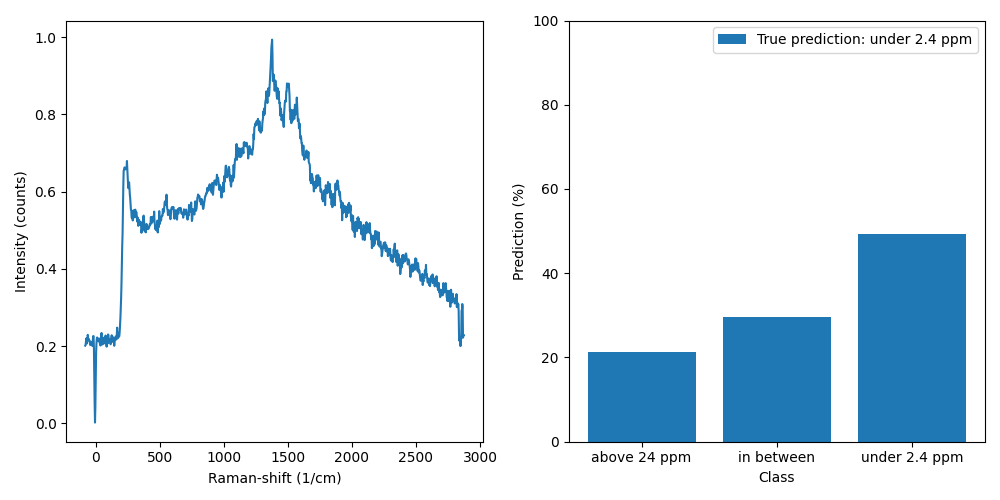 1.0
0.8
0.6
0.4
0.2
0.0
Intensity (counts)
0 500 1000 1500 2000 2500 3000
Raman-shift (1/cm)
100
80
60
40
20
0
Prediction (%)
True prediction: under 2.4 ppm
above 24 ppm in between under 2.4 ppm
Class